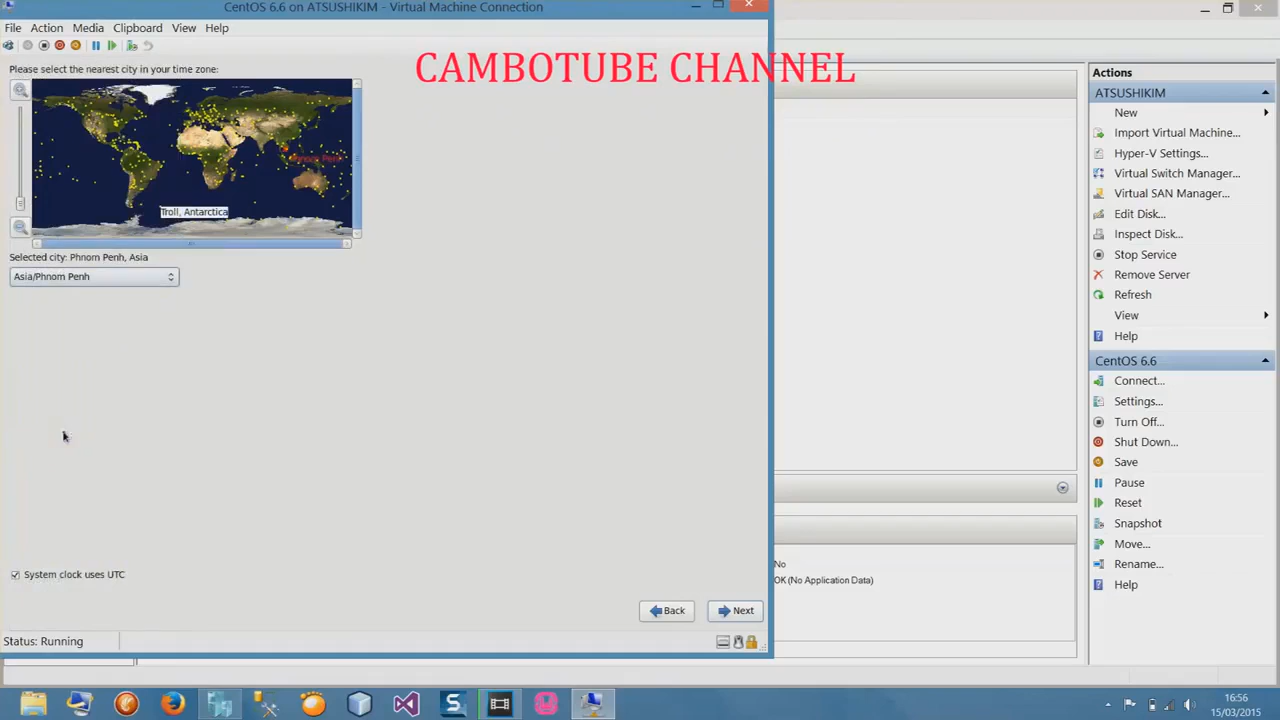 CentOS 6.6 on ATSUSHIKIM - Virtual Machine Connection
File Action Media Clipboard View Help
CAMBOTUBE CHANNEL
Please select the nearest city in your time zone:
Phnom Penh
Troll, Antarctica
Selected city: Phnom Penh, Asia
Asia/Phnom Penh
System clock uses UTC
Back Next
Status: Running
No
OK (No Application Data)
Actions
ATSUSHIKIM
New
Import Virtual Machine...
Hyper-V Settings...
Virtual Switch Manager...
Virtual SAN Manager...
Edit Disk...
Inspect Disk...
Stop Service
Remove Server
Refresh
View
Help
CentOS 6.6
Connect...
Settings...
Turn Off...
Shut Down...
Save
Pause
Reset
Snapshot
Move...
Rename...
Help
16:56
15/03/2015